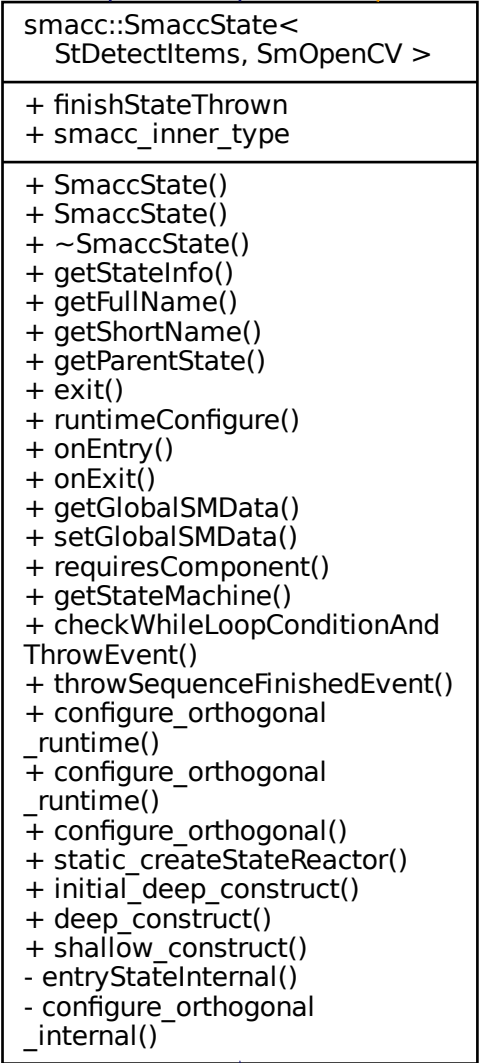 smacc::SmaccState<
StDetectItems, SmOpenCV >
+ finishStateThrown
+ smacc_inner_type
+ SmaccState()
+ SmaccState()
+ ~SmaccState()
+ getStateInfo()
+ getFullName()
+ getShortName()
+ getParentState()
+ exit()
+ runtimeConfigure()
+ onEntry()
+ onExit()
+ getGlobalSMData()
+ setGlobalSMData()
+ requiresComponent()
+ getStateMachine()
+ checkWhileLoopConditionAnd
ThrowEvent()
+ throwSequenceFinishedEvent()
+ configure_orthogonal
_runtime()
+ configure_orthogonal
_runtime()
+ configure_orthogonal()
+ static_createStateReactor()
+ initial_deep_construct()
+ deep_construct()
+ shallow_construct()
- entryStateInternal()
- configure_orthogonal
_internal()